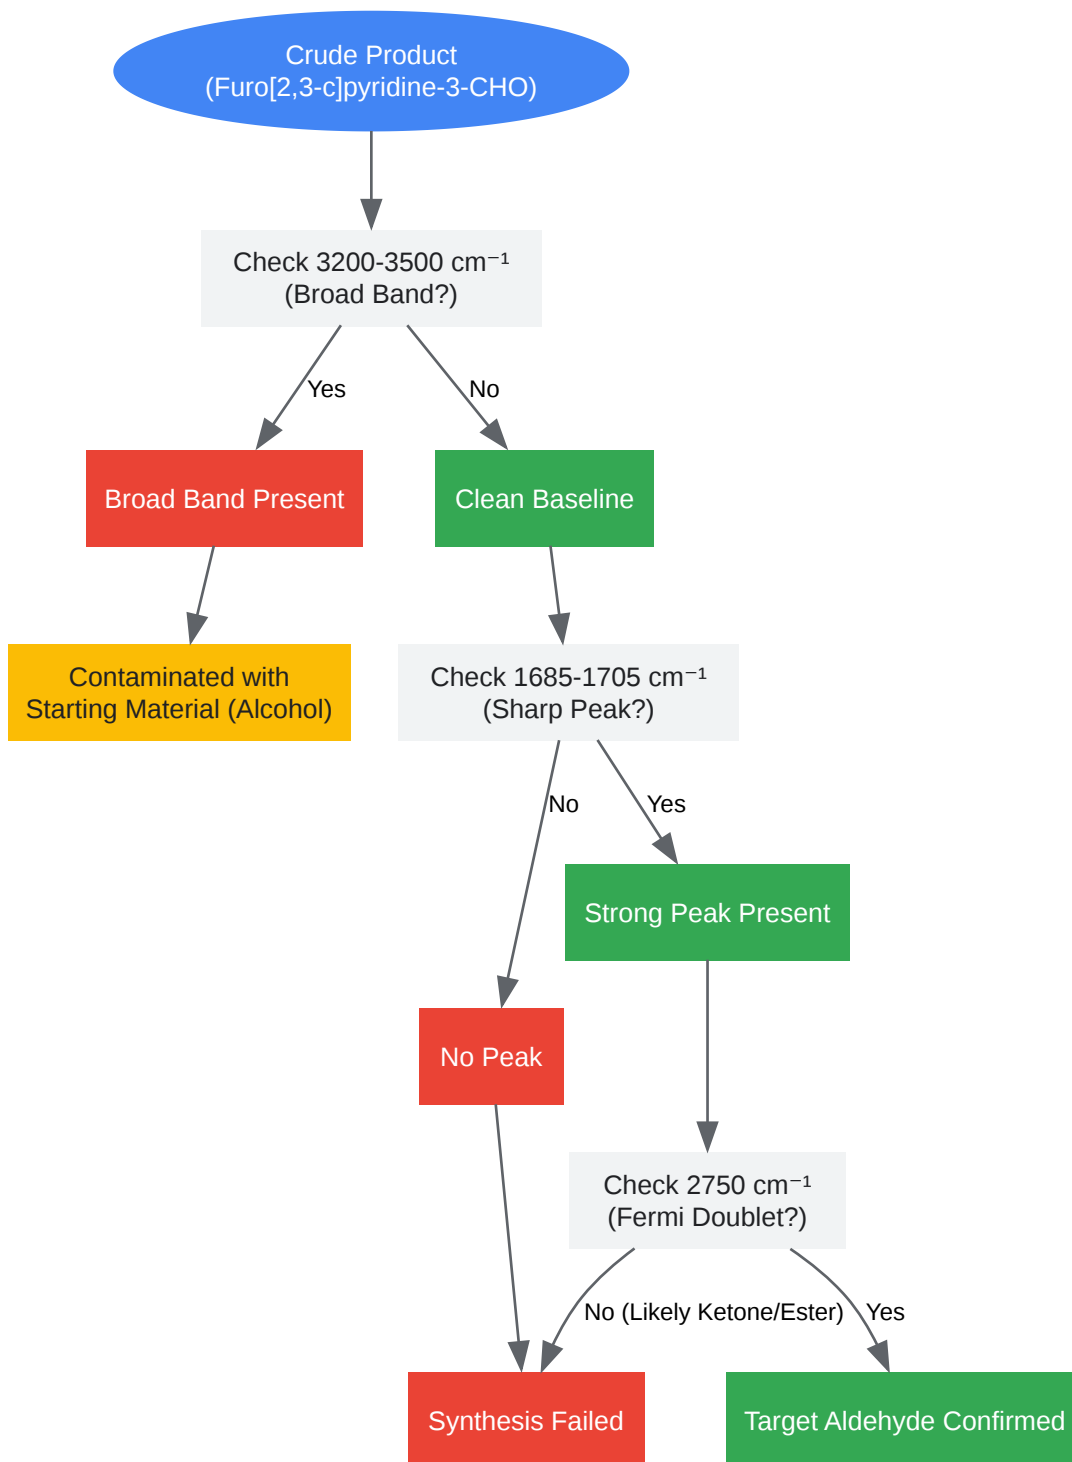 Crude Product
(Furo[2,3-c]pyridine-3-CHO)
Check 3200-3500 cm⁻¹
(Broad Band?)
Yes
No
Broad Band Present
Clean Baseline
Contaminated with
Starting Material (Alcohol)
Check 1685-1705 cm⁻¹
(Sharp Peak?)
No
Yes
Strong Peak Present
No Peak
Check 2750 cm⁻¹
(Fermi Doublet?)
No (Likely Ketone/Ester)
Yes
Synthesis Failed
Target Aldehyde Confirmed